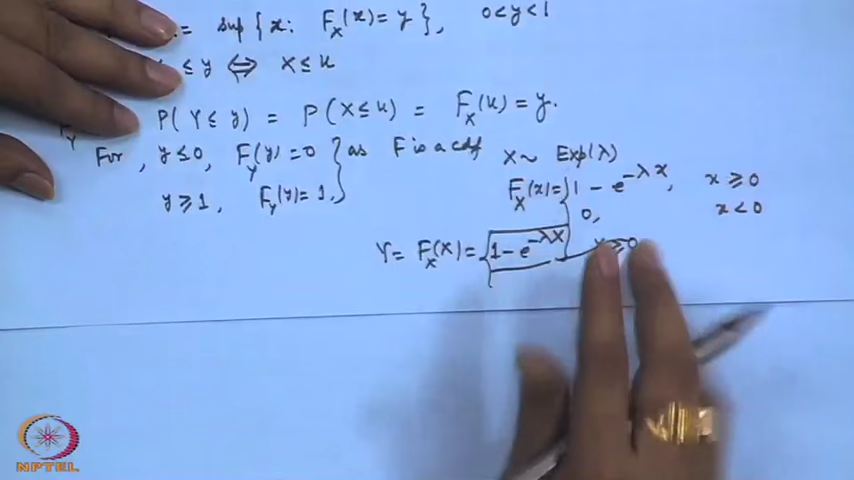 := sup {x: F_X(x) = y}, 0<y<1
≤ y ⇔ X ≤ k
P(Y ≤ y) = P(X ≤ k) = F_X(k) = y.
For , y ≤ 0, F_Y(y) = 0 } as F is a cdf
y ≥ 1, F_Y(y) = 1.
X ~ Exp(λ)
F_X(x) = { 1 - e^{-λx}, x ≥ 0
0, x < 0
Y = F_X(X) = { 1 - e^{-λX} x ≥ 0
NPTEL